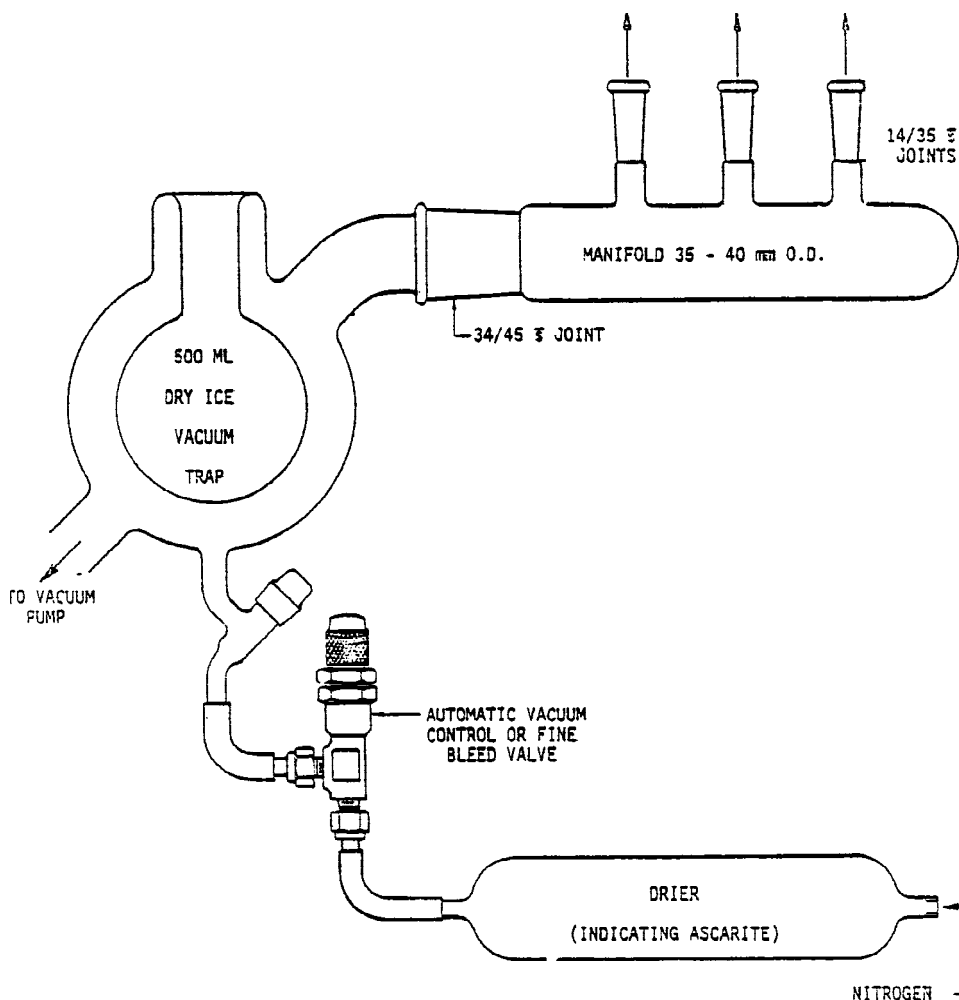 14/35 ⌶
JOINTS
MANIFOLD 35 - 40 mm O.D.
34/45 ⌶ JOINT
500 ML
DRY ICE
VACUUM
TRAP
TO VACUUM
PUMP
AUTOMATIC VACUUM
CONTROL OR FINE
BLEED VALVE
DRIER
(INDICATING ASCARITE)
NITROGEN